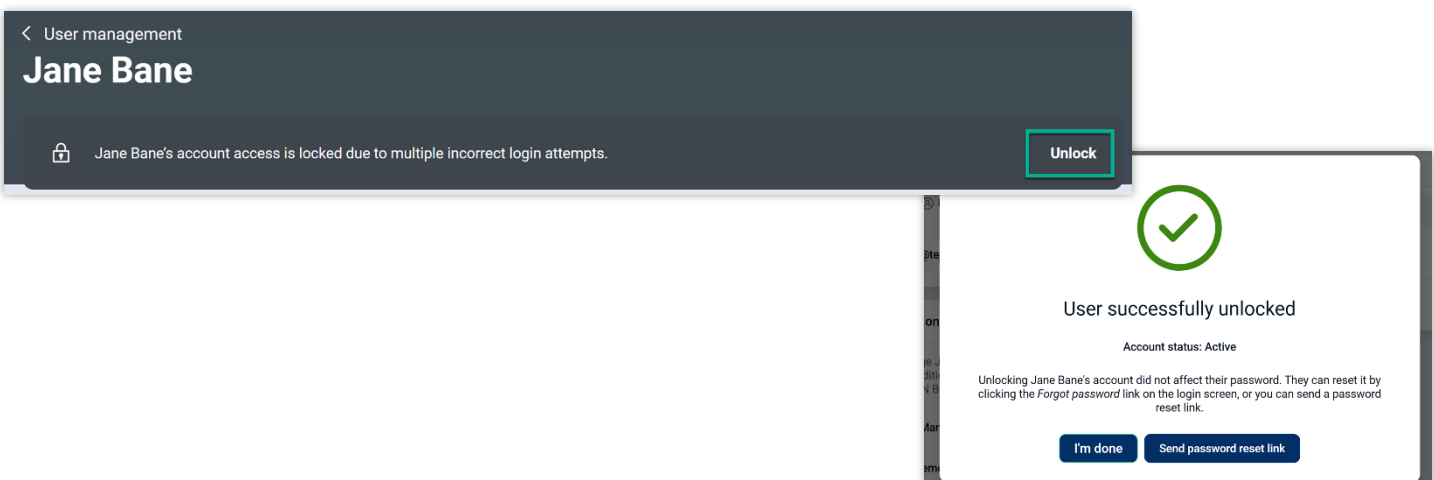 User management
Jane Bane
Jane Bane's account access is locked due to multiple incorrect login attempts.
Unlock
User successfully unlocked
Account status: Active
Unlocking Jane Bane's account did not affect their password. They can reset it by
clicking the Forgot password link on the login screen, or you can send a password
reset link.
I'm done
Send password reset link